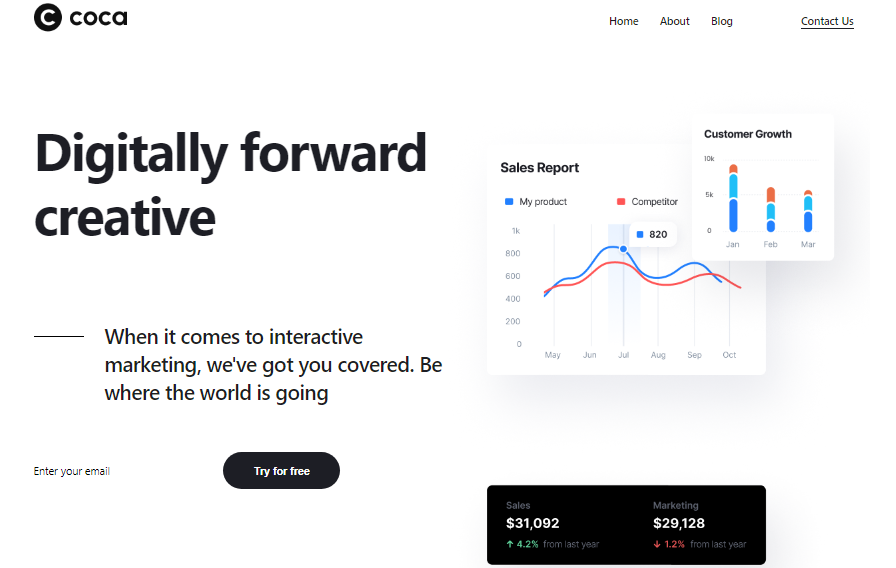 C coca
Home About Blog Contact Us
Digitally forward
creative
When it comes to interactive
marketing, we've got you covered. Be
where the world is going
Enter your email
Try for free
Customer Growth
10k
5k
0
Jan Feb Mar
Sales Report
My product Competitor
820
1k
800
600
400
200
0
May Jun Jul Aug Sep Oct
Sales Marketing
$31,092 $29,128
↑ 4.2% from last year ↓ 1.2% from last year